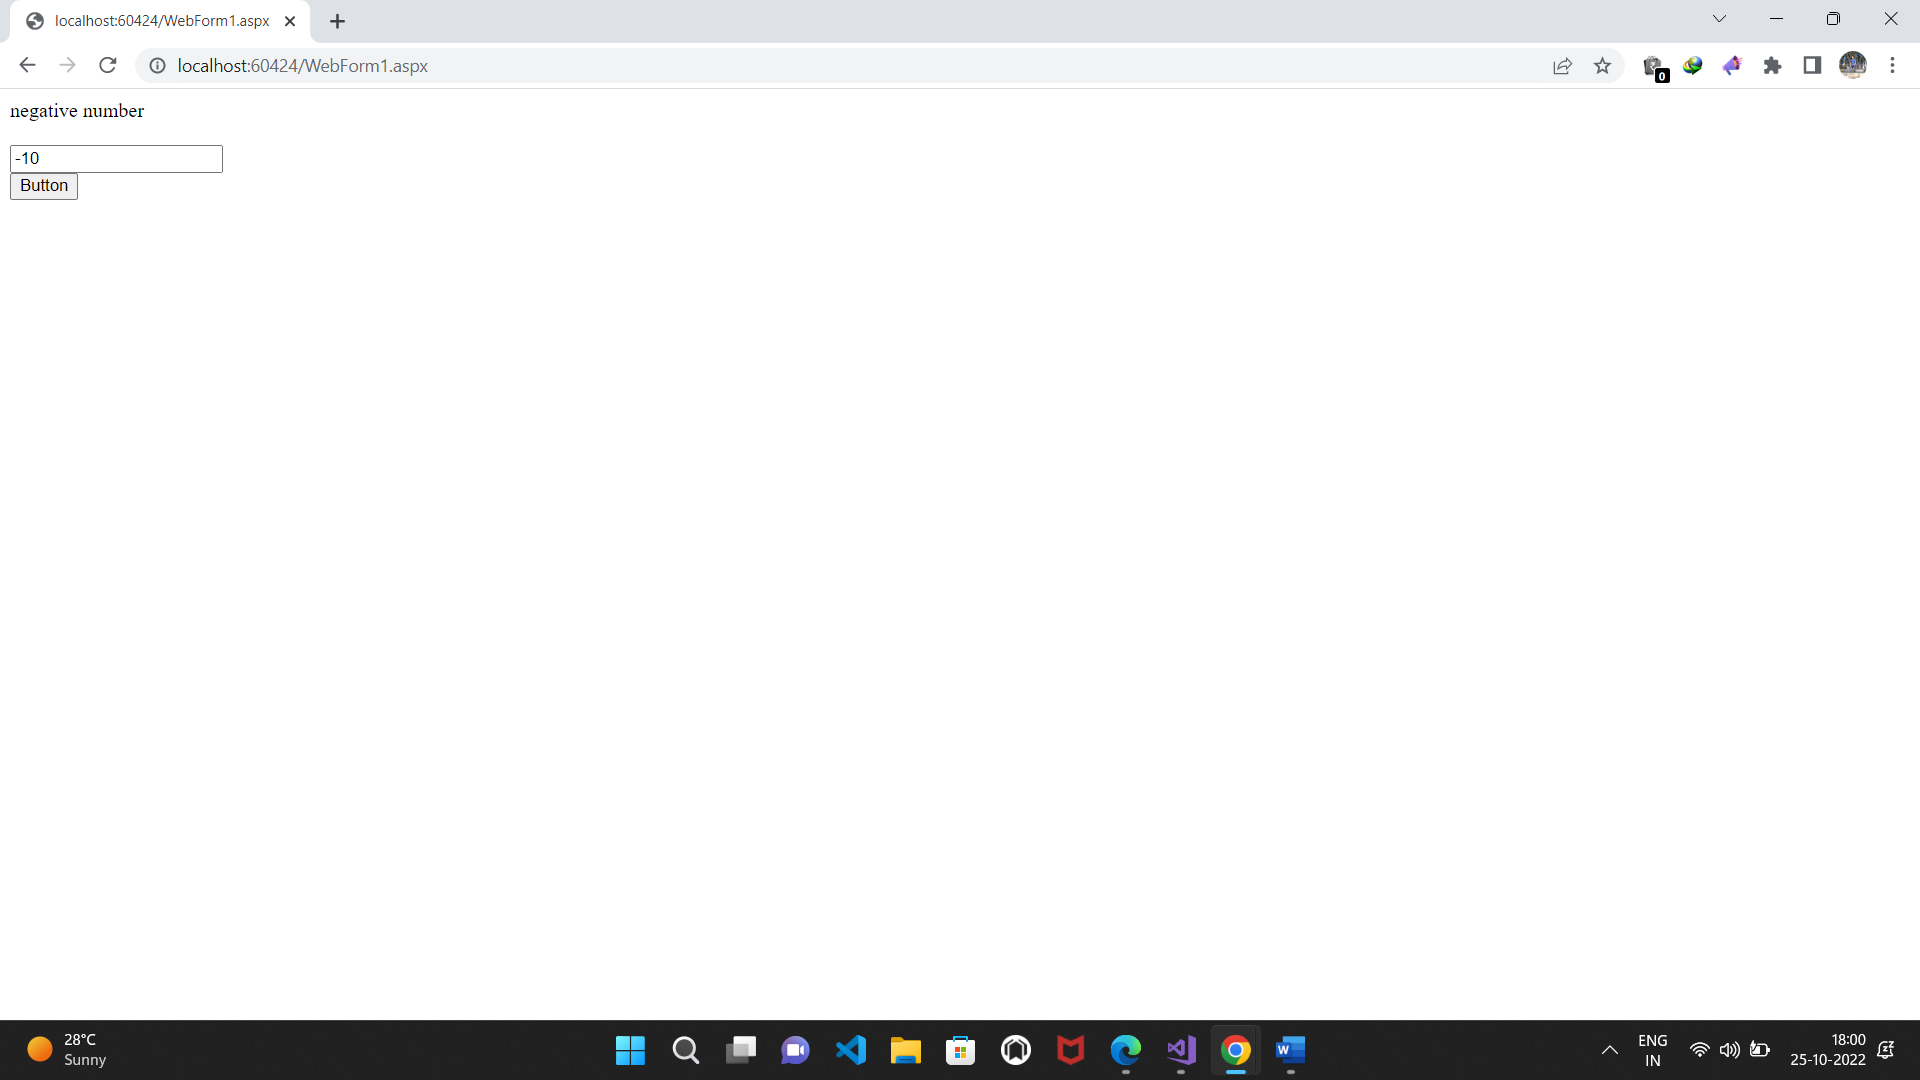 localhost:60424/WebForm1.aspx
localhost:60424/WebForm1.aspx
0
negative number
-10
Button
28°C
Sunny
W
ENG
IN
18:00
25-10-2022